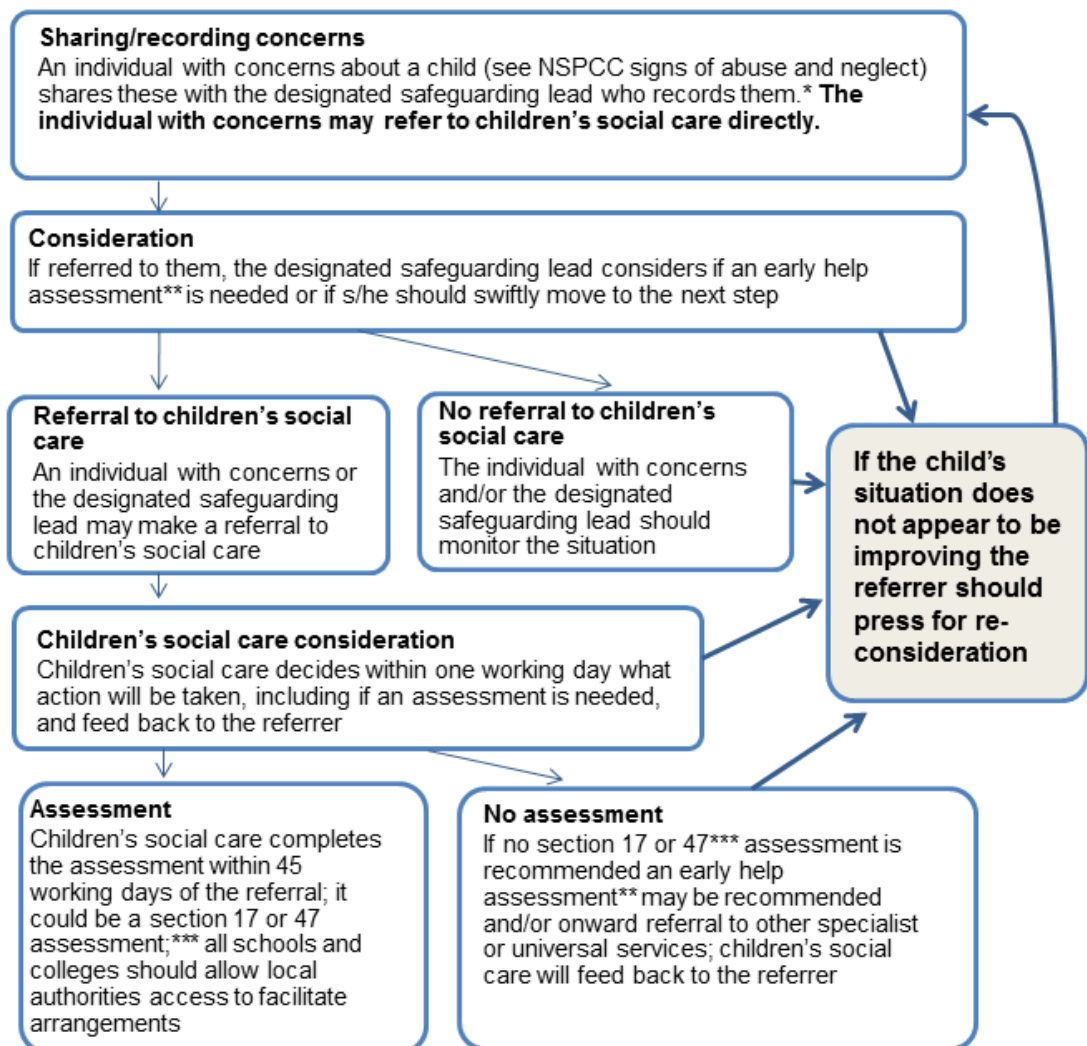 Sharing/recording concerns
An individual with concerns about a child (see NSPCC signs of abuse and neglect)
shares these with the designated safeguarding lead who records them.* The
individual with concerns may refer to children's social care directly.
Consideration
If referred to them, the designated safeguarding lead considers if an early help
assessment** is needed or if s/he should swiftly move to the next step
Referral to children's social
care
An individual with concerns or
the designated safeguarding
lead may make a referral to
children's social care
No referral to children's
social care
The individual with concerns
and/or the designated
safeguarding lead should
monitor the situation
If the child's
situation does
not appear to be
improving the
referrer should
press for re-
consideration
Children's social care consideration
Children's social care decides within one working day what
action will be taken, including if an assessment is needed,
and feed back to the referrer
Assessment
Children's social care completes
the assessment within 45
working days of the referral; it
could be a section 17 or 47
assessment;*** all schools and
colleges should allow local
authorities access to facilitate
arrangements
No assessment
If no section 17 or 47*** assessment is
recommended an early help
assessment** may be recommended
and/or onward referral to other specialist
or universal services; children's social
care will feed back to the referrer